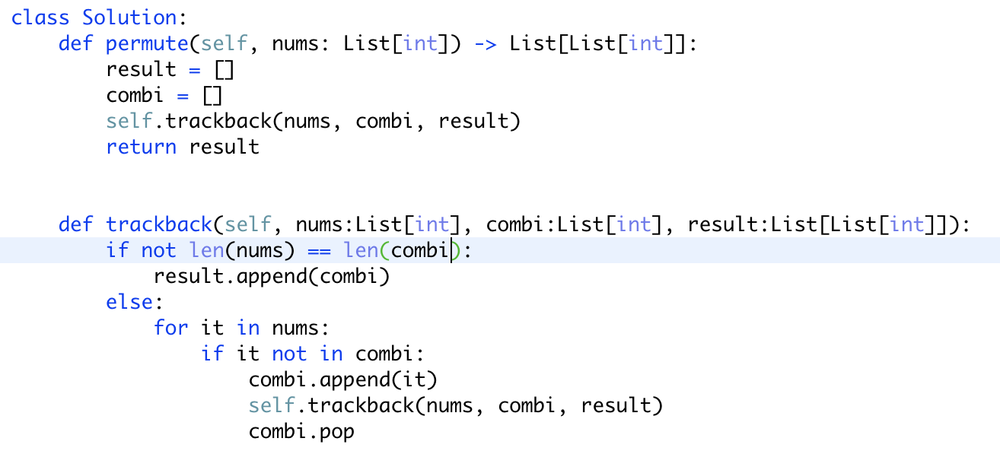 class Solution:
    def permute(self, nums: List[int]) -> List[List[int]]:
        result = []
        combi = []
        self.trackback(nums, combi, result)
        return result
    def trackback(self, nums:List[int], combi:List[int], result:List[List[int]]):
        if not len(nums) == len(combi):
            result.append(combi)
        else:
            for it in nums:
                if it not in combi:
                    combi.append(it)
                    self.trackback(nums, combi, result)
                    combi.pop